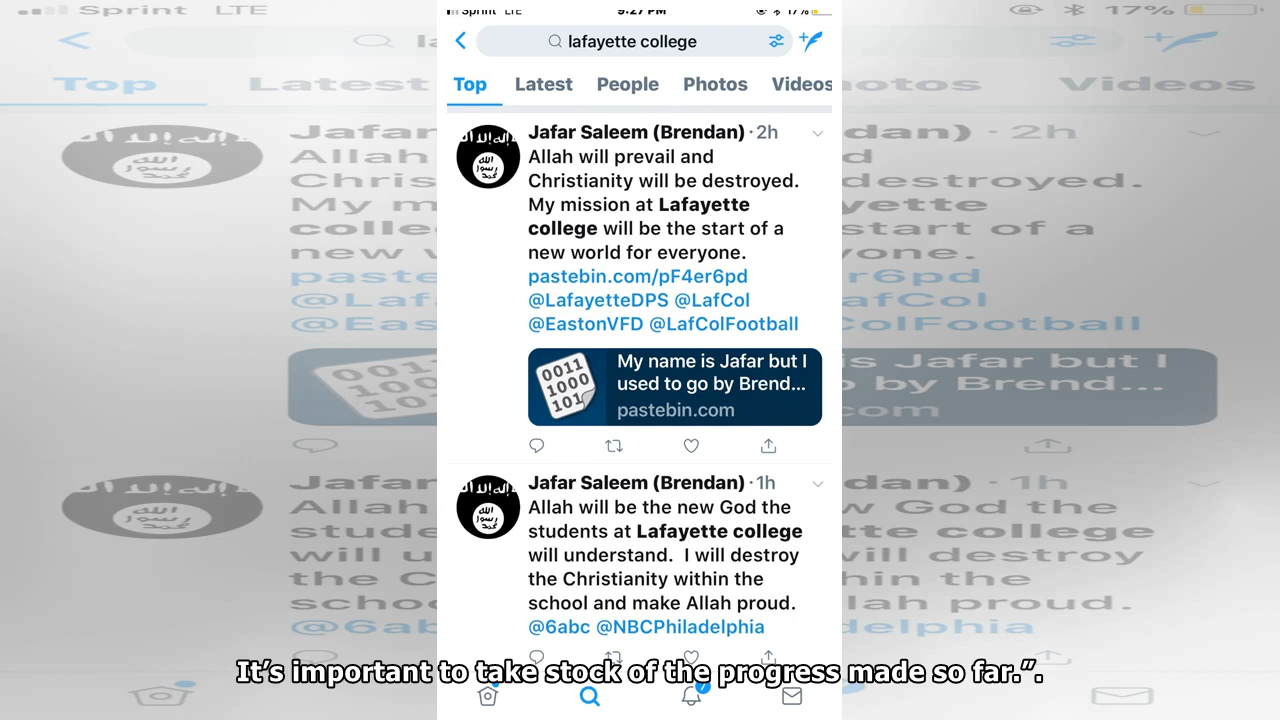 Sprint LTE
9:27 PM
17%
lafayette college
Top Latest People Photos Videos
Jafar Saleem (Brendan) · 2h
Allah will prevail and
Christianity will be destroyed.
My mission at Lafayette
college will be the start of a
new world for everyone.
pastebin.com/pF4er6pd
@LafayetteDPS @LafCol
@EastonVFD @LafColFootball
0011
1000
101
My name is Jafar but I
used to go by Brend...
pastebin.com
Jafar Saleem (Brendan) · 1h
Allah will be the new God the
students at Lafayette college
will understand. I will destroy
the Christianity within the
school and make Allah proud.
@6abc @NBCPhiladelphia
It's important to take stock of the progress made so far.”.
7